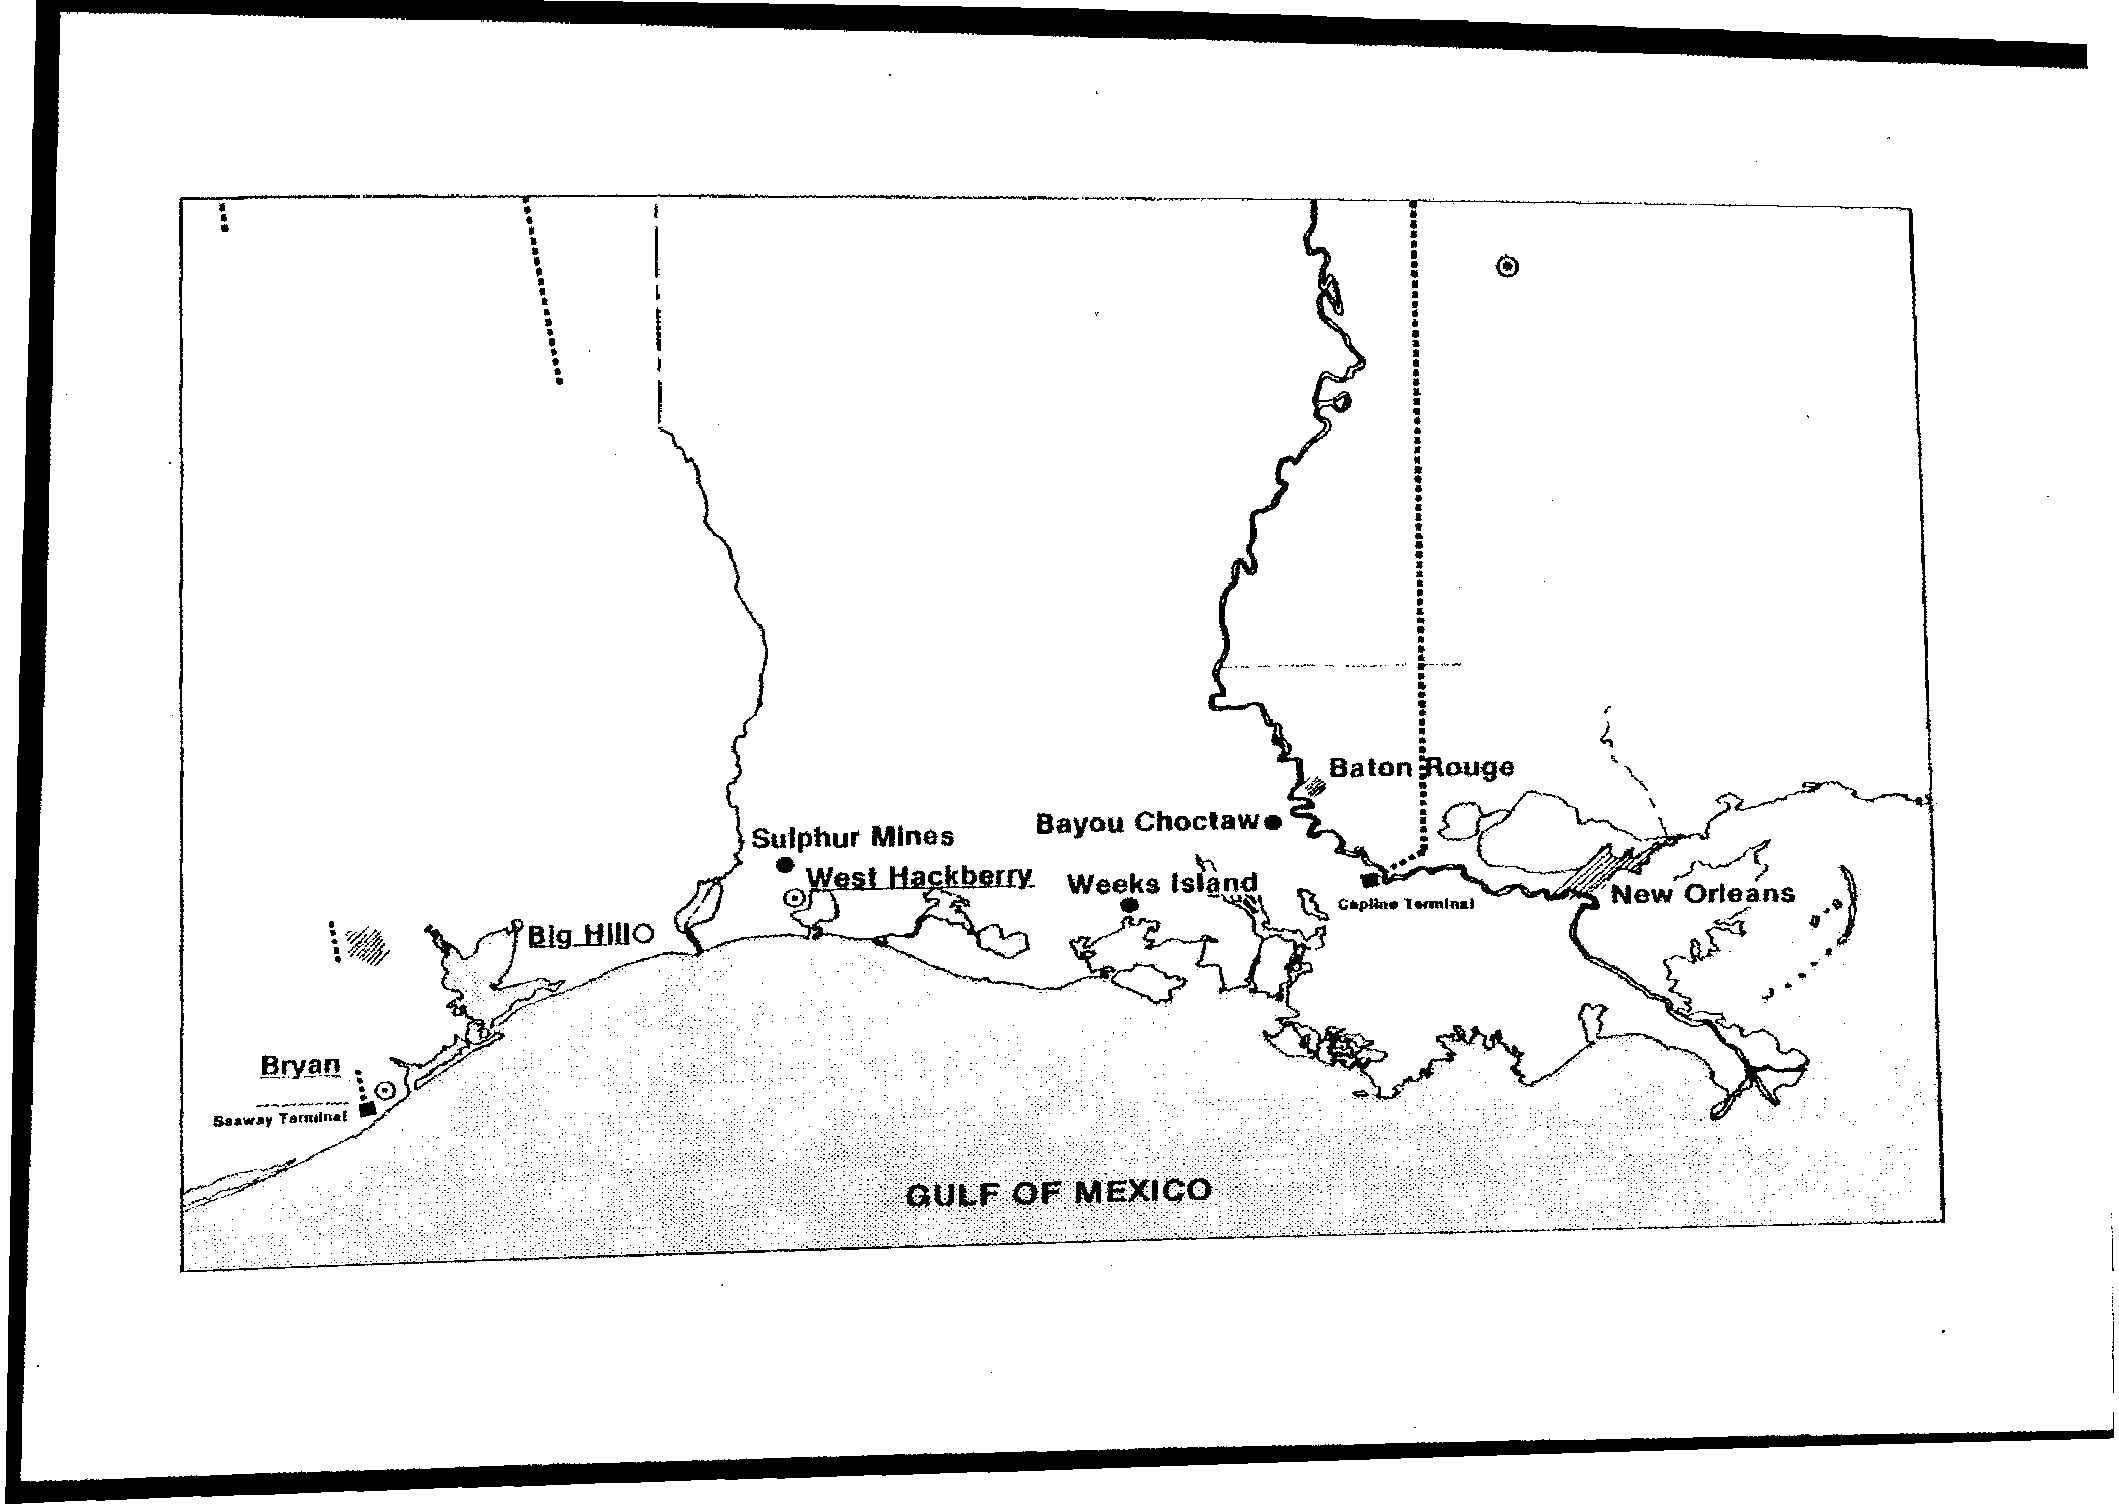 Baton Rouge
Bayou Choctaw
Sulphur Mines
West Hackberry
Weeks Island
New Orleans
Capline Terminal
Big Hill
Bryan
Seaway Terminal
GULF OF MEXICO